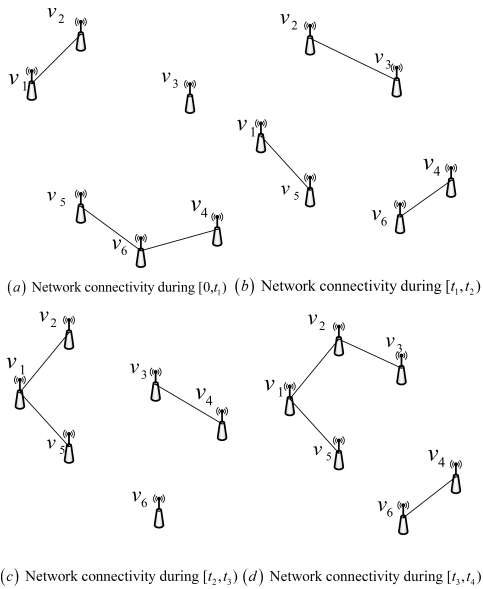 v₂
v₁
v₃
v₅
v₄
v₆
(a) Network connectivity during [0,t₁)
v₂
v₃
v₁
v₄
v₅
v₆
(b) Network connectivity during [t₁,t₂)
v₂
v₁
v₃
v₄
v₅
v₆
(c) Network connectivity during [t₂,t₃)
v₂
v₃
v₁
v₅
v₄
v₆
(d) Network connectivity during [t₃,t₄)